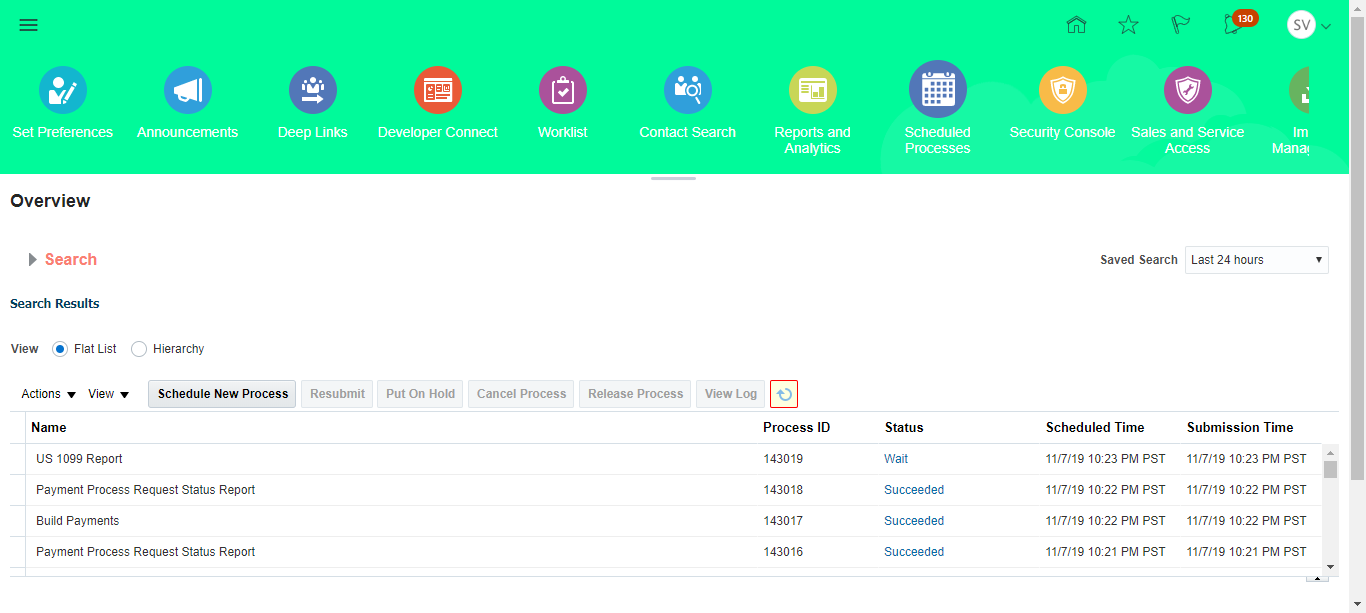 130
SV
Set Preferences
Announcements
Deep Links
Developer Connect
Worklist
Contact Search
Reports and
Analytics
Scheduled
Processes
Security Console
Sales and Service
Access
Im
Manag
Overview
Search
Saved Search Last 24 hours
Search Results
View Flat List Hierarchy
Actions View Schedule New Process Resubmit Put On Hold Cancel Process Release Process View Log
Name Process ID Status Scheduled Time Submission Time
US 1099 Report 143019 Wait 11/7/19 10:23 PM PST 11/7/19 10:23 PM PST
Payment Process Request Status Report 143018 Succeeded 11/7/19 10:22 PM PST 11/7/19 10:22 PM PST
Build Payments 143017 Succeeded 11/7/19 10:22 PM PST 11/7/19 10:22 PM PST
Payment Process Request Status Report 143016 Succeeded 11/7/19 10:21 PM PST 11/7/19 10:21 PM PST